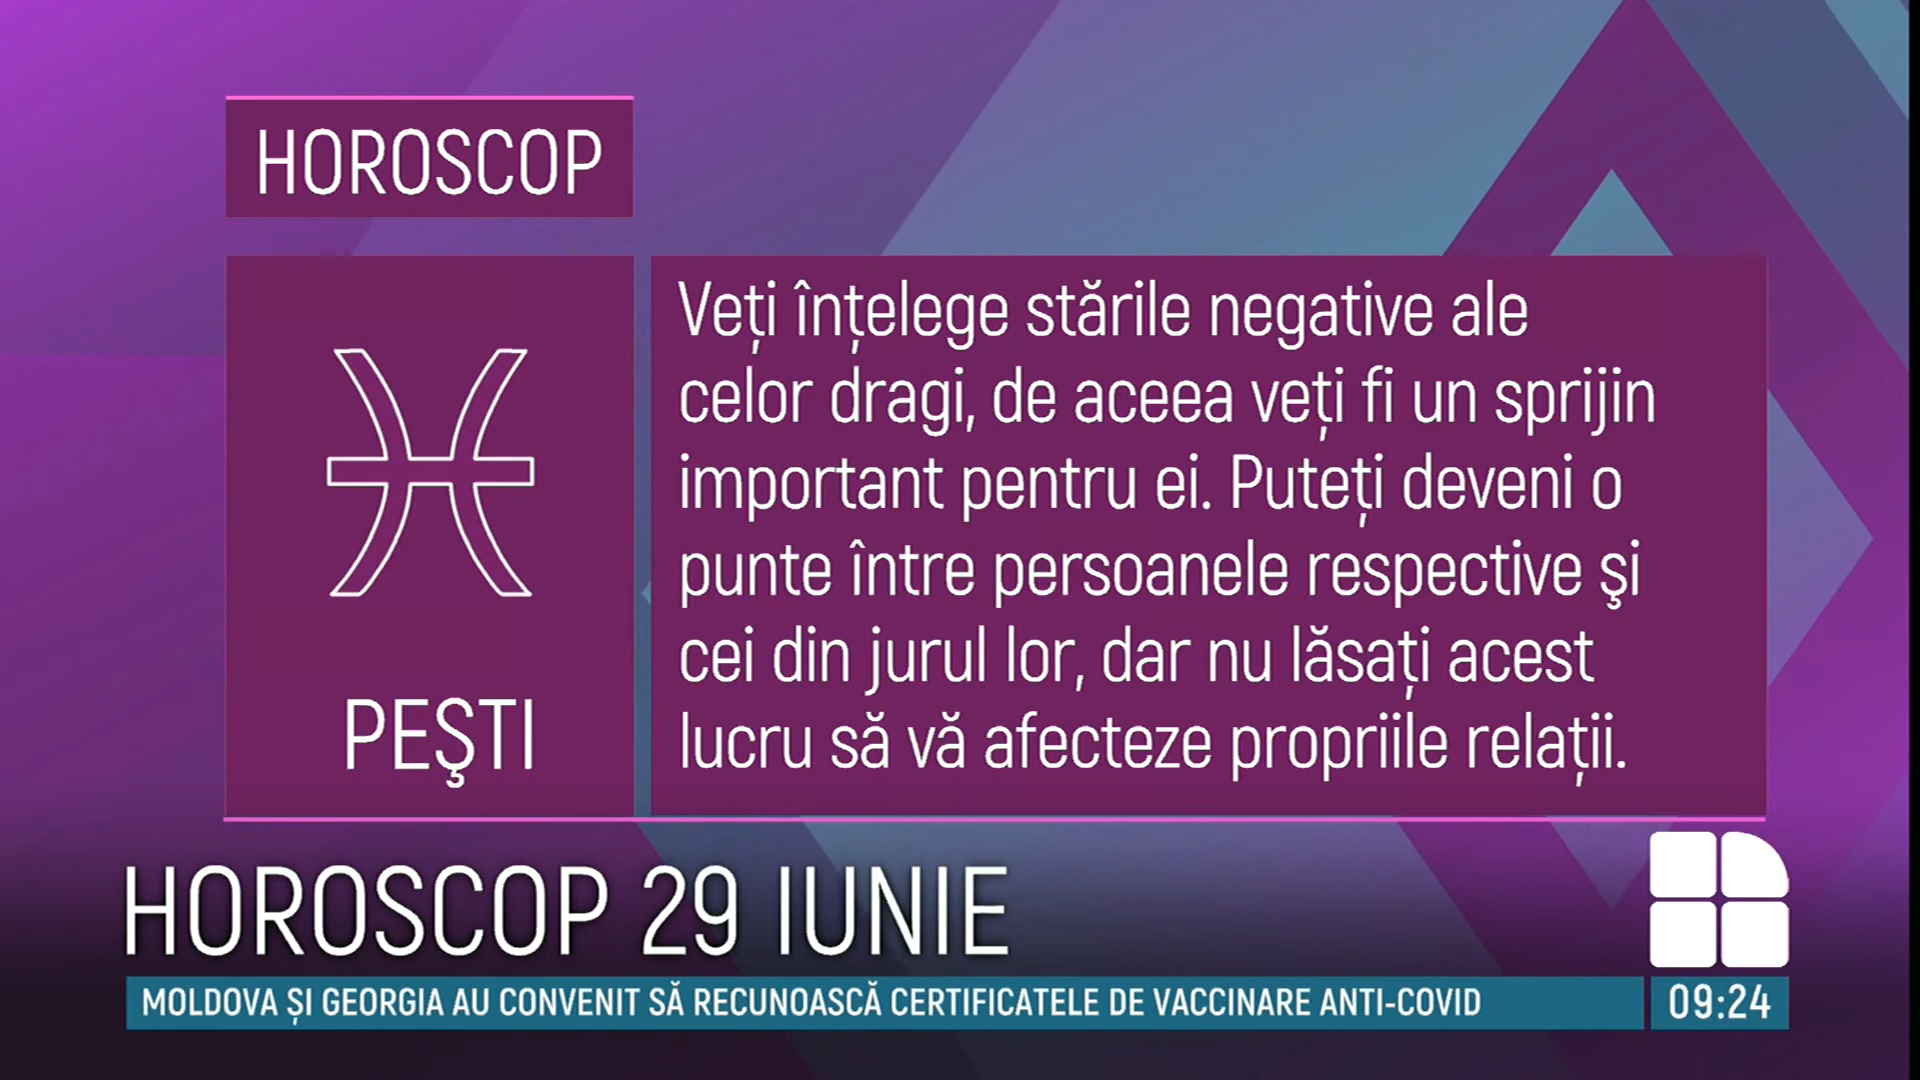 HOROSCOP
PEŞTI
Veți înțelege stările negative ale
celor dragi, de aceea veți fi un sprijin
important pentru ei. Puteți deveni o
punte între persoanele respective şi
cei din jurul lor, dar nu lăsați acest
lucru să vă afecteze propriile relații.
HOROSCOP 29 IUNIE
MOLDOVA ȘI GEORGIA AU CONVENIT SĂ RECUNOASCĂ CERTIFICATELE DE VACCINARE ANTI-COVID
09:24